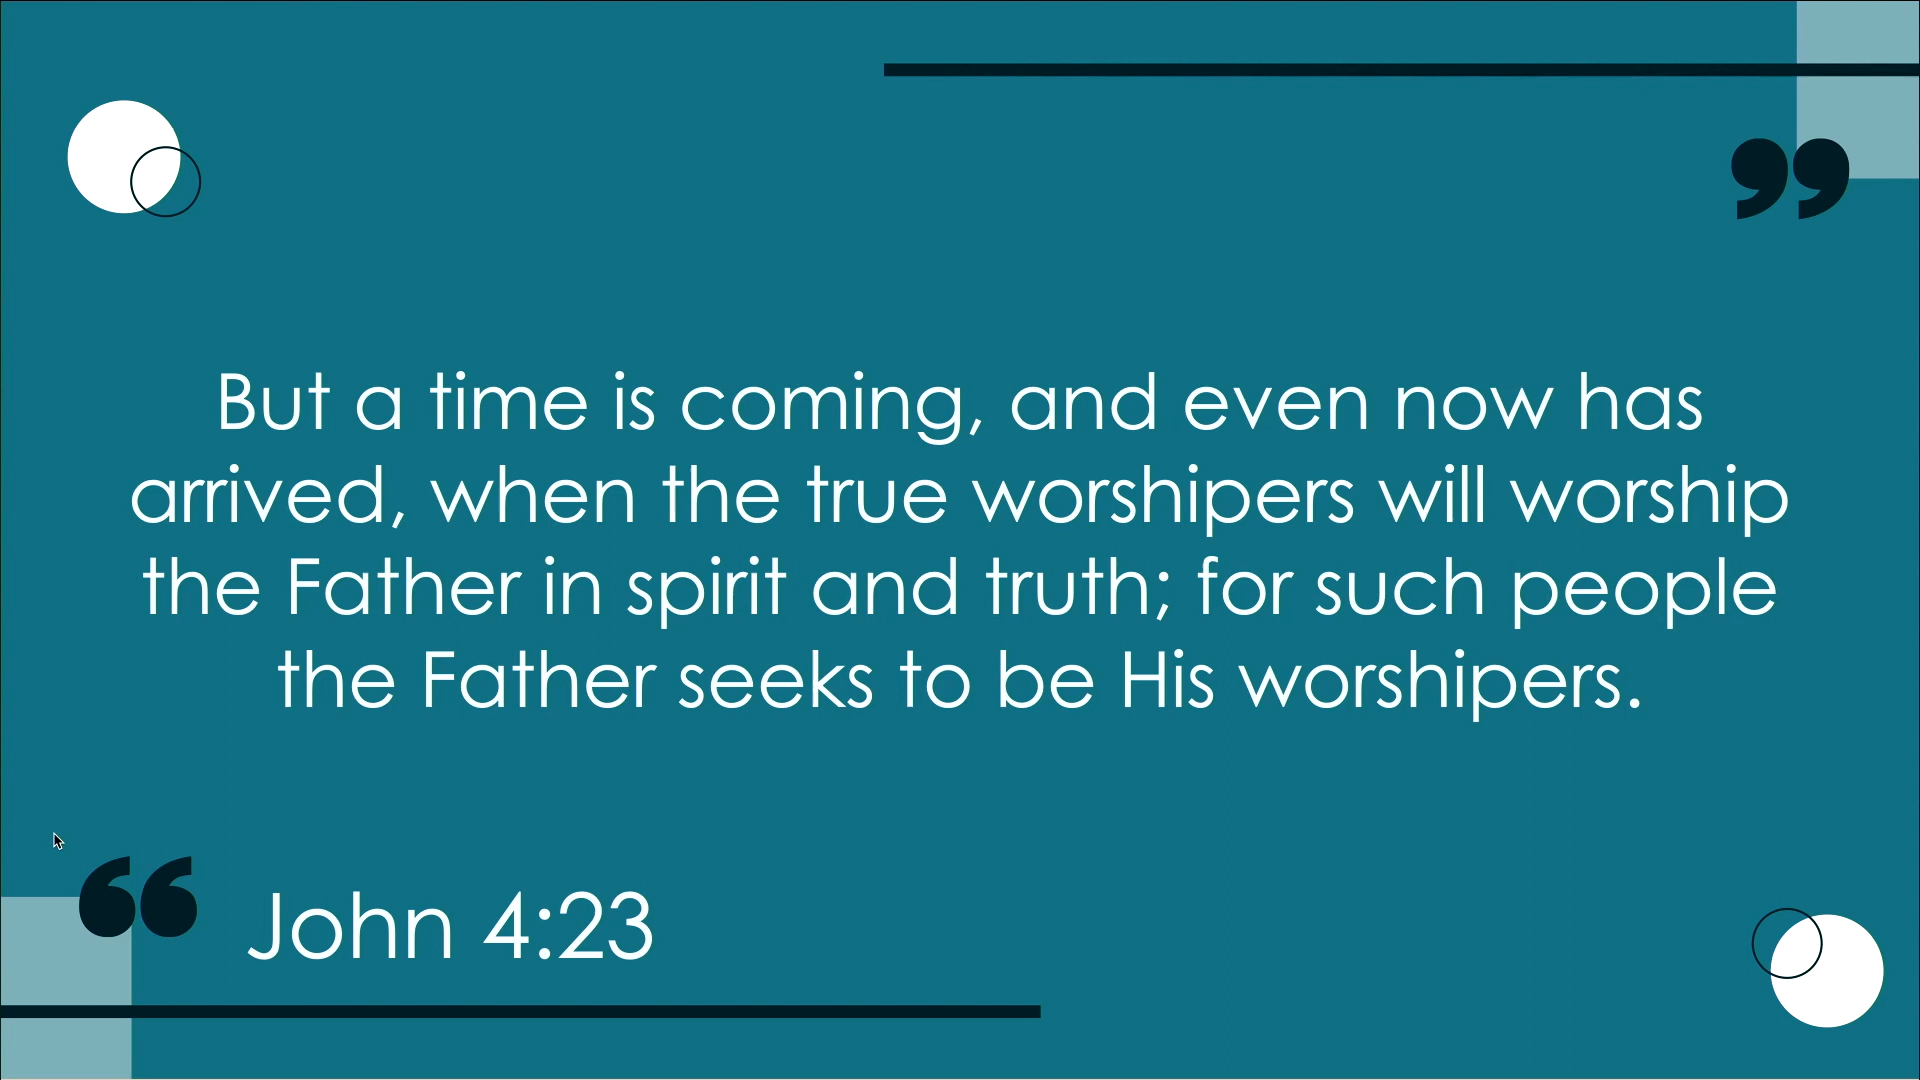 ”
But a time is coming, and even now has
arrived, when the true worshipers will worship
the Father in spirit and truth; for such people
the Father seeks to be His worshipers.
“ John 4:23